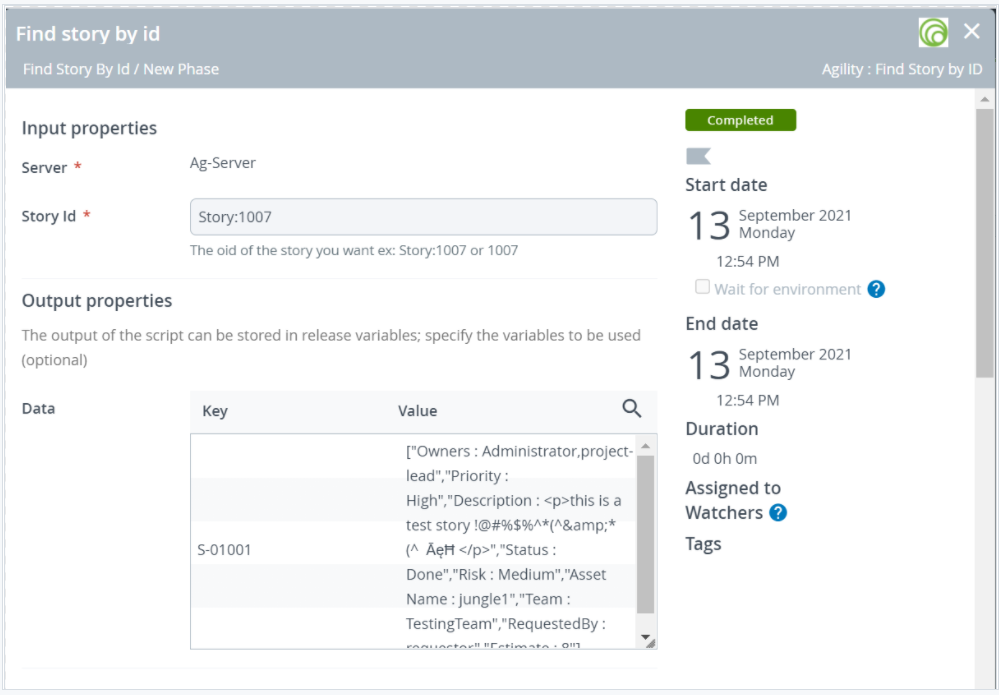 Find story by id
Find Story By Id / New Phase
Agility : Find Story by ID
Input properties
Server *
Ag-Server
Story Id *
Story:1007
The oid of the story you want ex: Story:1007 or 1007
Output properties
The output of the script can be stored in release variables; specify the variables to be used
(optional)
Data
Key
Value
S-01001
["Owners : Administrator,project-
lead","Priority :
High","Description : <p>this is a
test story !@#%$%^*(^&amp;*
(^  ÃęĦ </p>","Status :
Done","Risk : Medium","Asset
Name : jungle1","Team :
TestingTeam","RequestedBy :
requestor","Estimate : 8"]
Completed
Start date
13
September 2021
Monday
12:54 PM
Wait for environment ?
End date
13
September 2021
Monday
12:54 PM
Duration
0d 0h 0m
Assigned to
Watchers ?
Tags